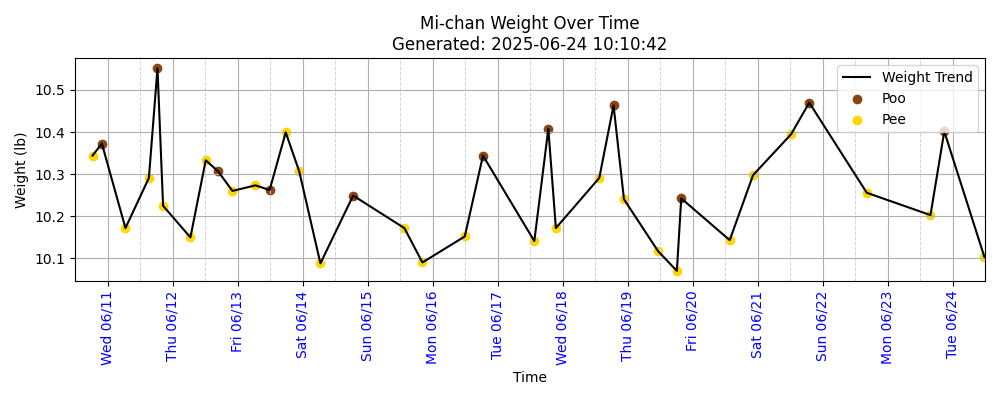 Mi-chan Weight Over Time
Generated: 2025-06-24 10:10:42
Weight Trend
Poo
Pee
Weight (lb)
10.5
10.4
10.3
10.2
10.1
Wed 06/11
Thu 06/12
Fri 06/13
Sat 06/14
Sun 06/15
Mon 06/16
Tue 06/17
Wed 06/18
Thu 06/19
Fri 06/20
Sat 06/21
Sun 06/22
Mon 06/23
Tue 06/24
Time